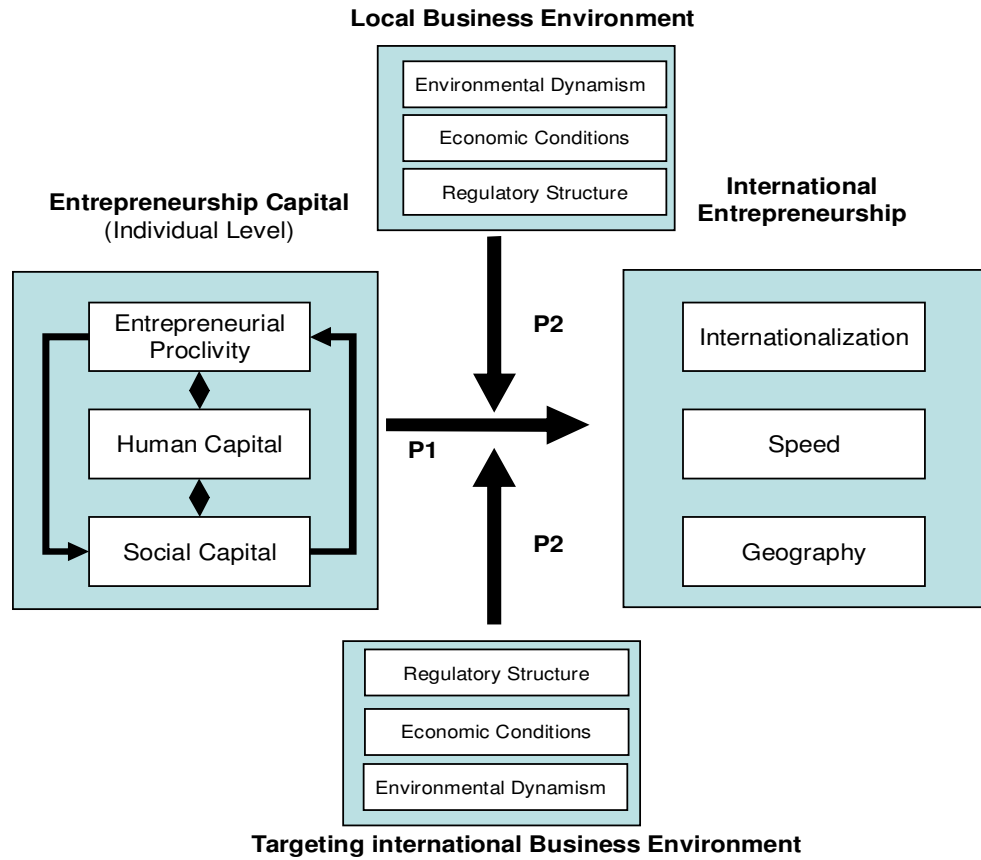 Local Business Environment
Environmental Dynamism
Economic Conditions
Regulatory Structure
Entrepreneurship Capital
(Individual Level)
Entrepreneurial
Proclivity
Human Capital
Social Capital
P2
P1
P2
International
Entrepreneurship
Internationalization
Speed
Geography
Regulatory Structure
Economic Conditions
Environmental Dynamism
Targeting international Business Environment